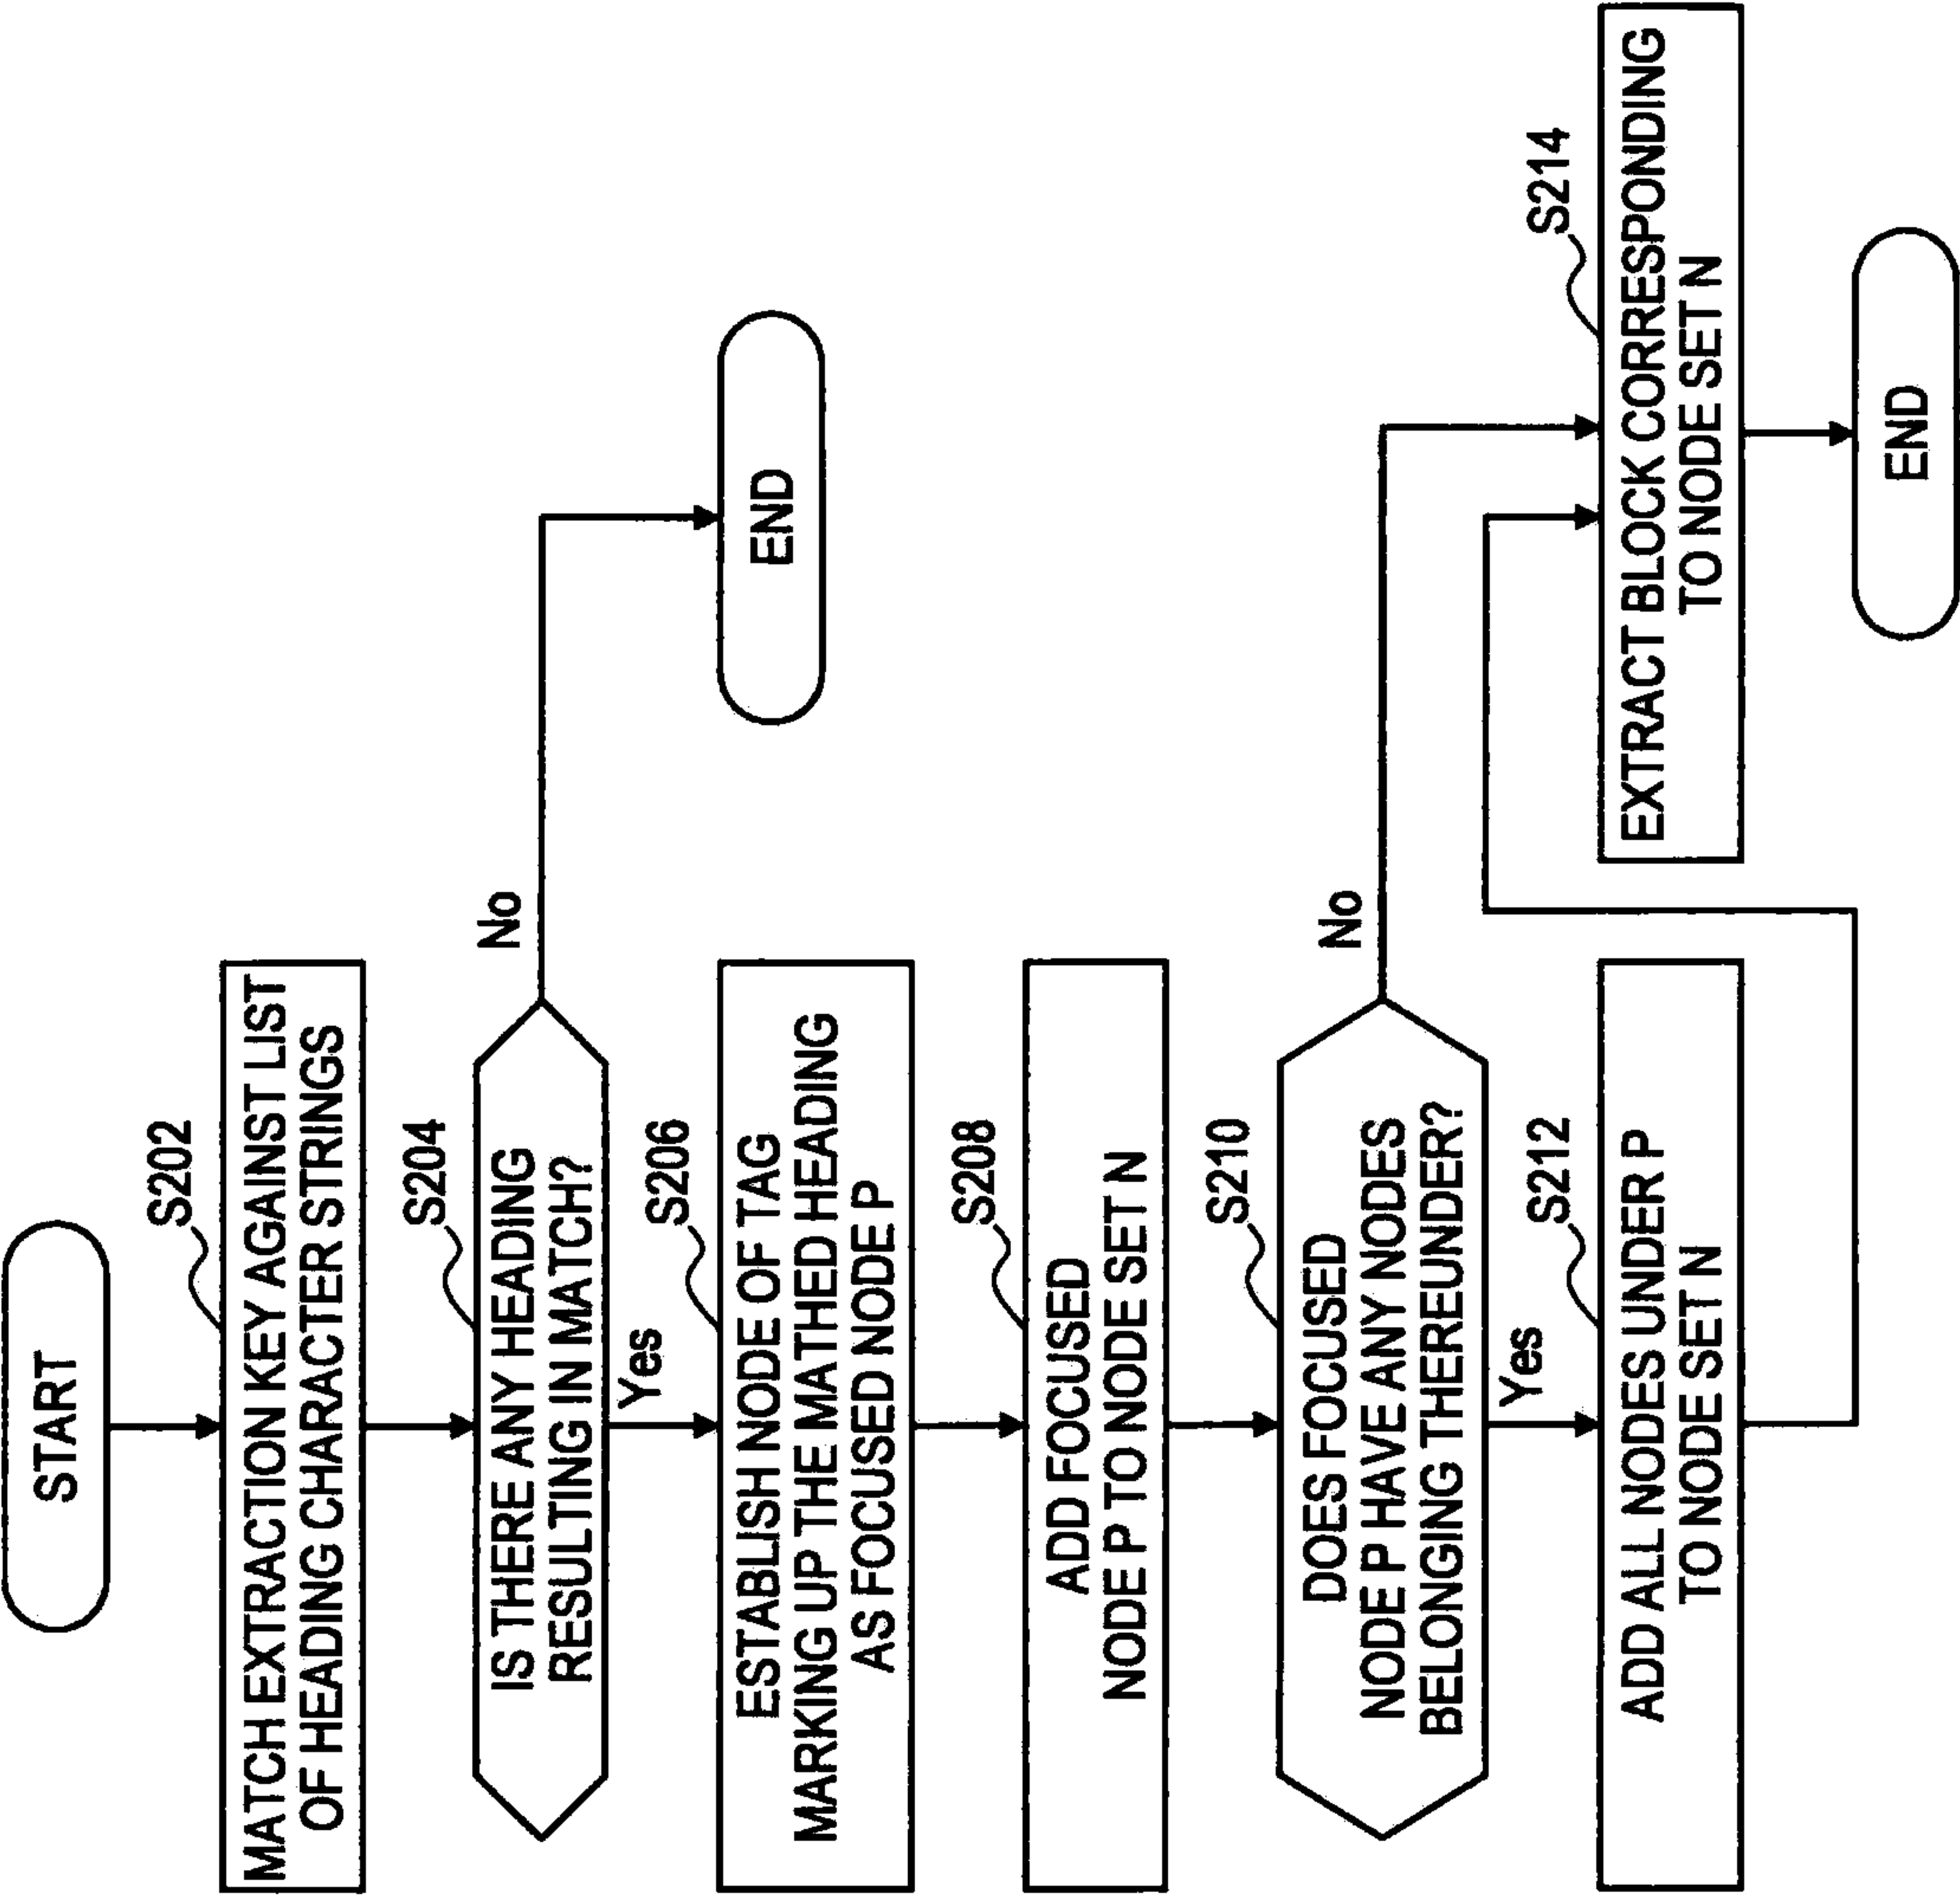 START
S202
MATCH EXTRACTION KEY AGAINST LIST
OF HEADING CHARACTER STRINGS
S204
IS THERE ANY HEADING
RESULTING IN MATCH?
No
END
Yes
S206
ESTABLISH NODE OF TAG
MARKING UP THE MATHED HEADING
AS FOCUSED NODE P
S208
ADD FOCUSED
NODE P TO NODE SET N
S210
DOES FOCUSED
NODE P HAVE ANY NODES
BELONGING THEREUNDER?
No
Yes
S212
ADD ALL NODES UNDER P
TO NODE SET N
S214
EXTRACT BLOCK CORRESPONDING
TO NODE SET N
END